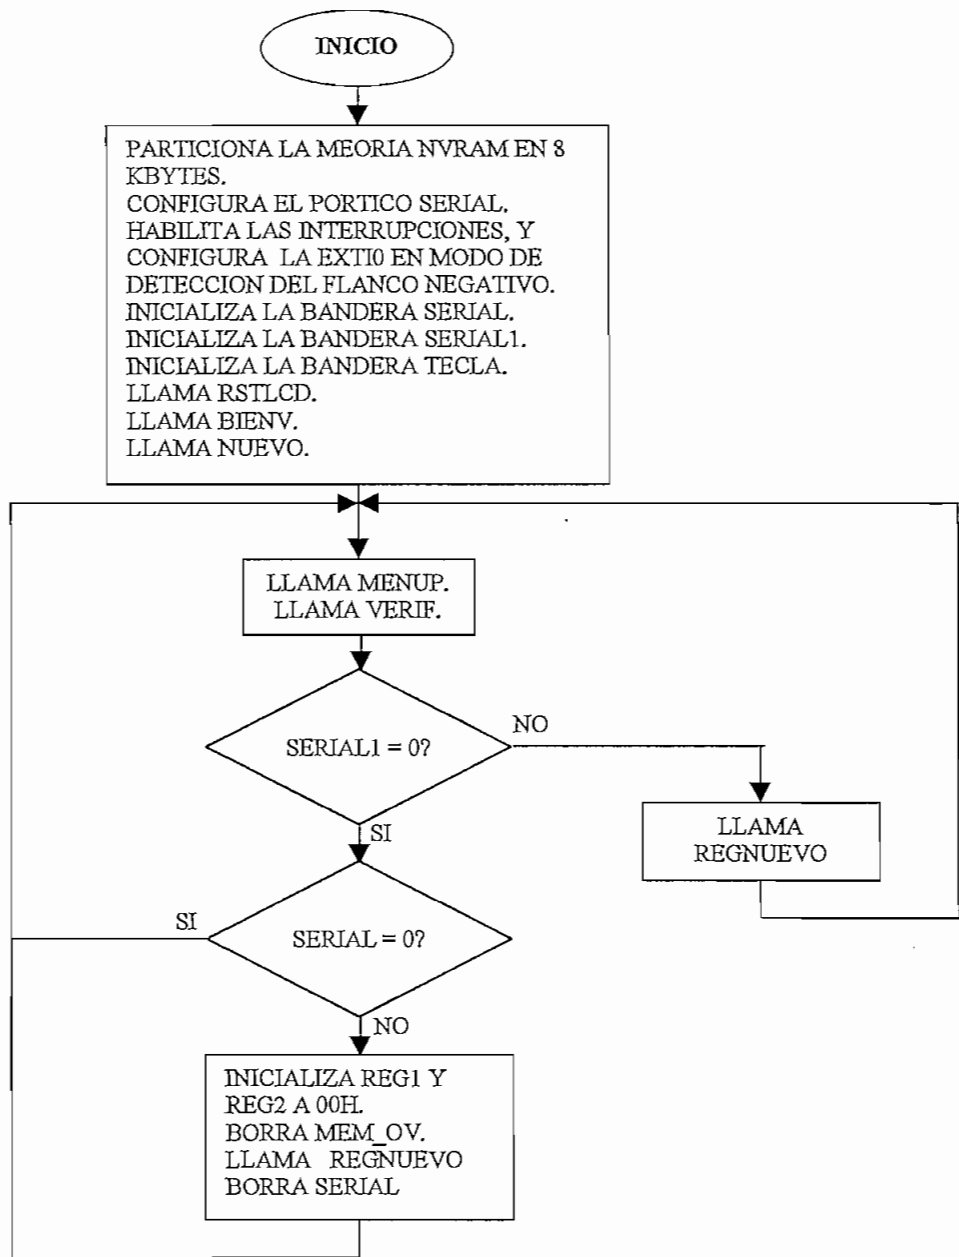 INICIO
PARTICIONA LA MEORIA NVRAM EN 8
KBYTES.
CONFIGURA EL PORTICO SERIAL.
HABILITA LAS INTERRUPCIONES, Y
CONFIGURA LA EXTI0 EN MODO DE
DETECCION DEL FLANCO NEGATIVO.
INICIALIZA LA BANDERA SERIAL.
INICIALIZA LA BANDERA SERIAL1.
INICIALIZA LA BANDERA TECLA.
LLAMA RSTLCD.
LLAMA BIENV.
LLAMA NUEVO.
LLAMA MENUP.
LLAMA VERIF.
SERIAL1 = 0?
NO
LLAMA
REGNUEVO
SI
SERIAL = 0?
SI
NO
INICIALIZA REG1 Y
REG2 A 00H.
BORRA MEM_OV.
LLAMA REGNUEVO
BORRA SERIAL